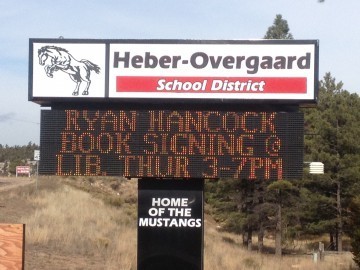 Heber-Overgaard
School District
RYAN HANCOCK
BOOK SIGNING @
LIB. THUR 3-7PM
HOME
OF THE
MUSTANGS